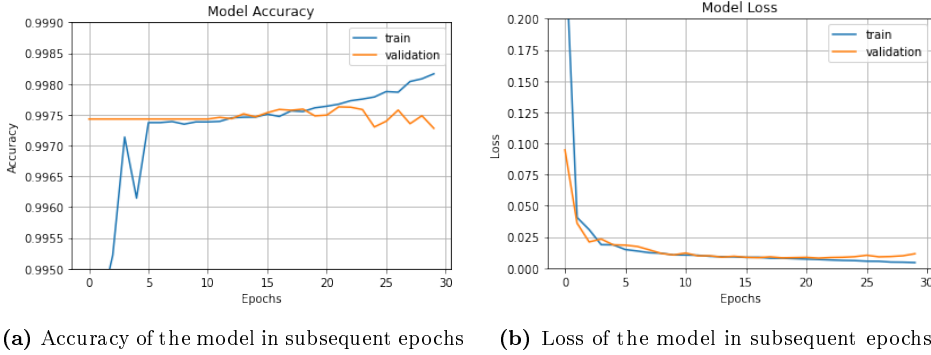 Model Accuracy
0.9990
0.9985
0.9980
0.9975
0.9970
0.9965
0.9960
0.9955
0.9950
Accuracy
0 5 10 15 20 25 30
Epochs
train
validation
Model Loss
0.200
0.175
0.150
0.125
0.100
0.075
0.050
0.025
0.000
Loss
0 5 10 15 20 25 30
Epochs
train
validation
(a) Accuracy of the model in subsequent epochs
(b) Loss of the model in subsequent epochs